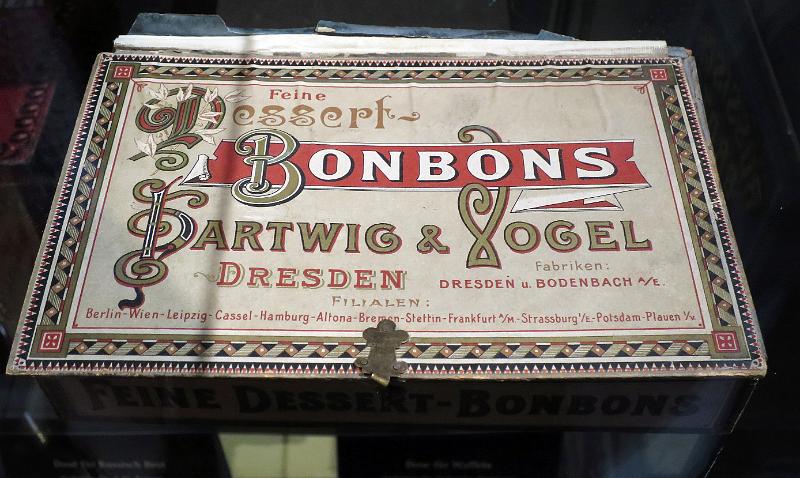 Feine
Dessert-
BONBONS
HARTWIG & VOGEL
DRESDEN
Fabriken:
DRESDEN u. BODENBACH A/E.
FILIALEN:
Berlin-Wien-Leipzig-Cassel-Hamburg-Altona-Bremen-Stettin-Frankfurt A/M.-Strassburg I/E.-Potsdam-Plauen I/V.
FEINE DESSERT-BONBONS